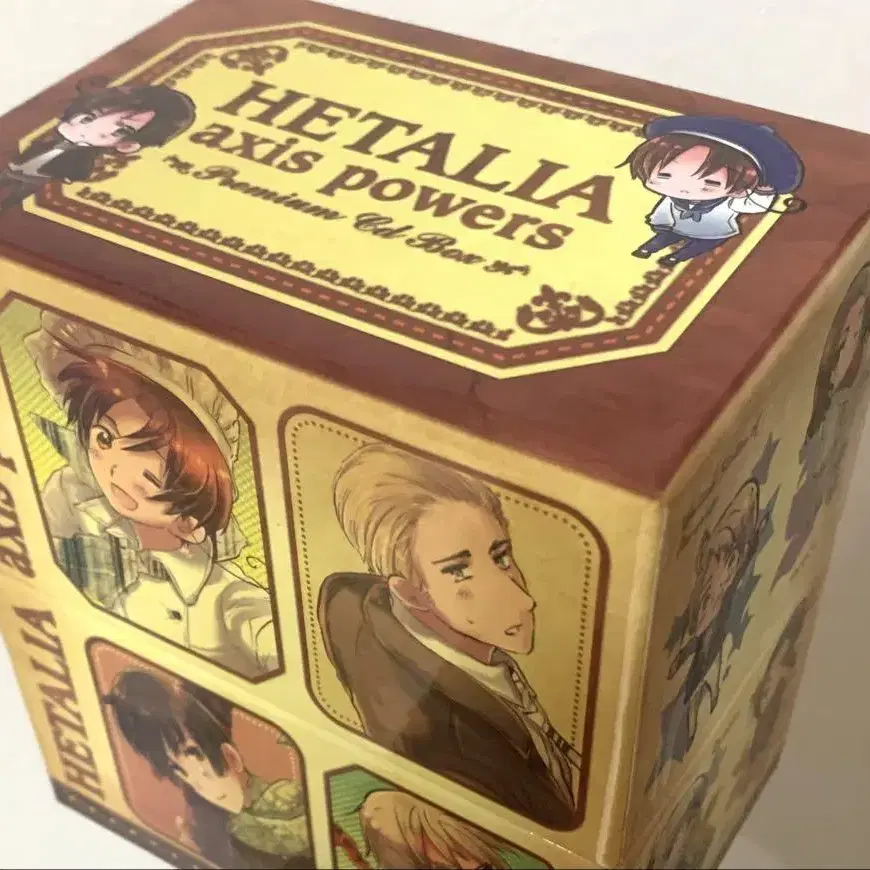 HETALIA
axis powers
Premium Cd Box
HETALIA axis P